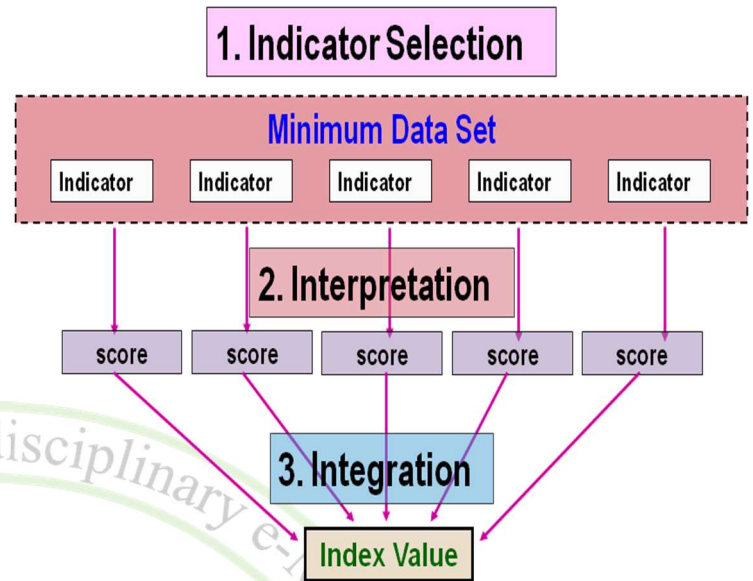 1. Indicator Selection
Minimum Data Set
Indicator Indicator Indicator Indicator Indicator
2. Interpretation
score score score score score
3. Integration
Index Value
disciplinary